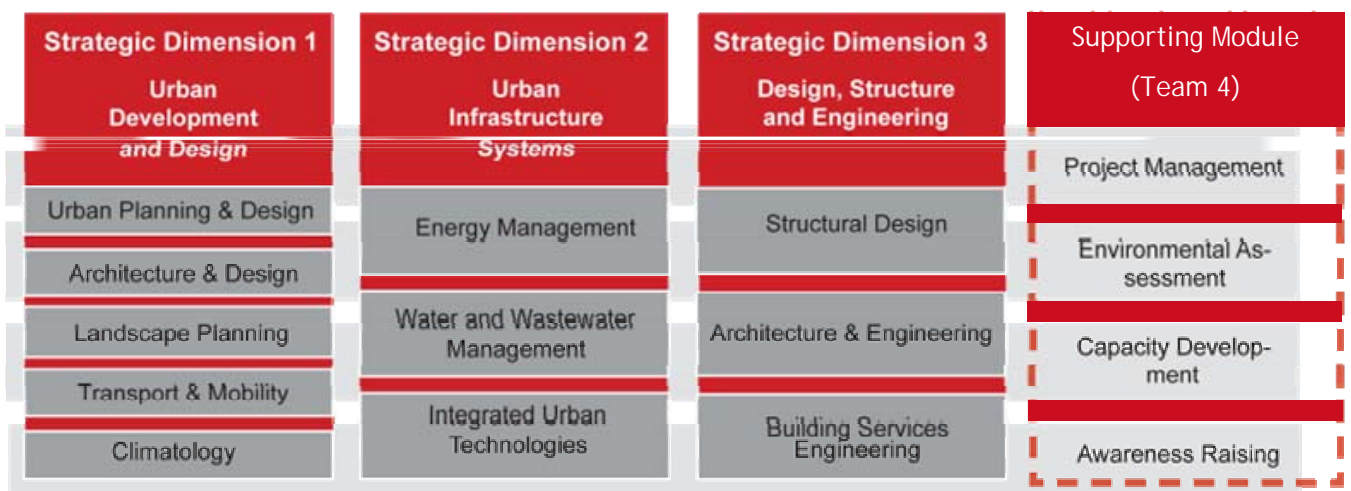 Strategic Dimension 1
Urban
Development
and Design
Urban Planning & Design
Architecture & Design
Landscape Planning
Transport & Mobility
Climatology
Strategic Dimension 2
Urban
Infrastructure
Systems
Energy Management
Water and Wastewater
Management
Integrated Urban
Technologies
Strategic Dimension 3
Design, Structure
and Engineering
Structural Design
Architecture & Engineering
Building Services
Engineering
Supporting Module
(Team 4)
Project Management
Environmental As-
sessment
Capacity Develop-
ment
Awareness Raising